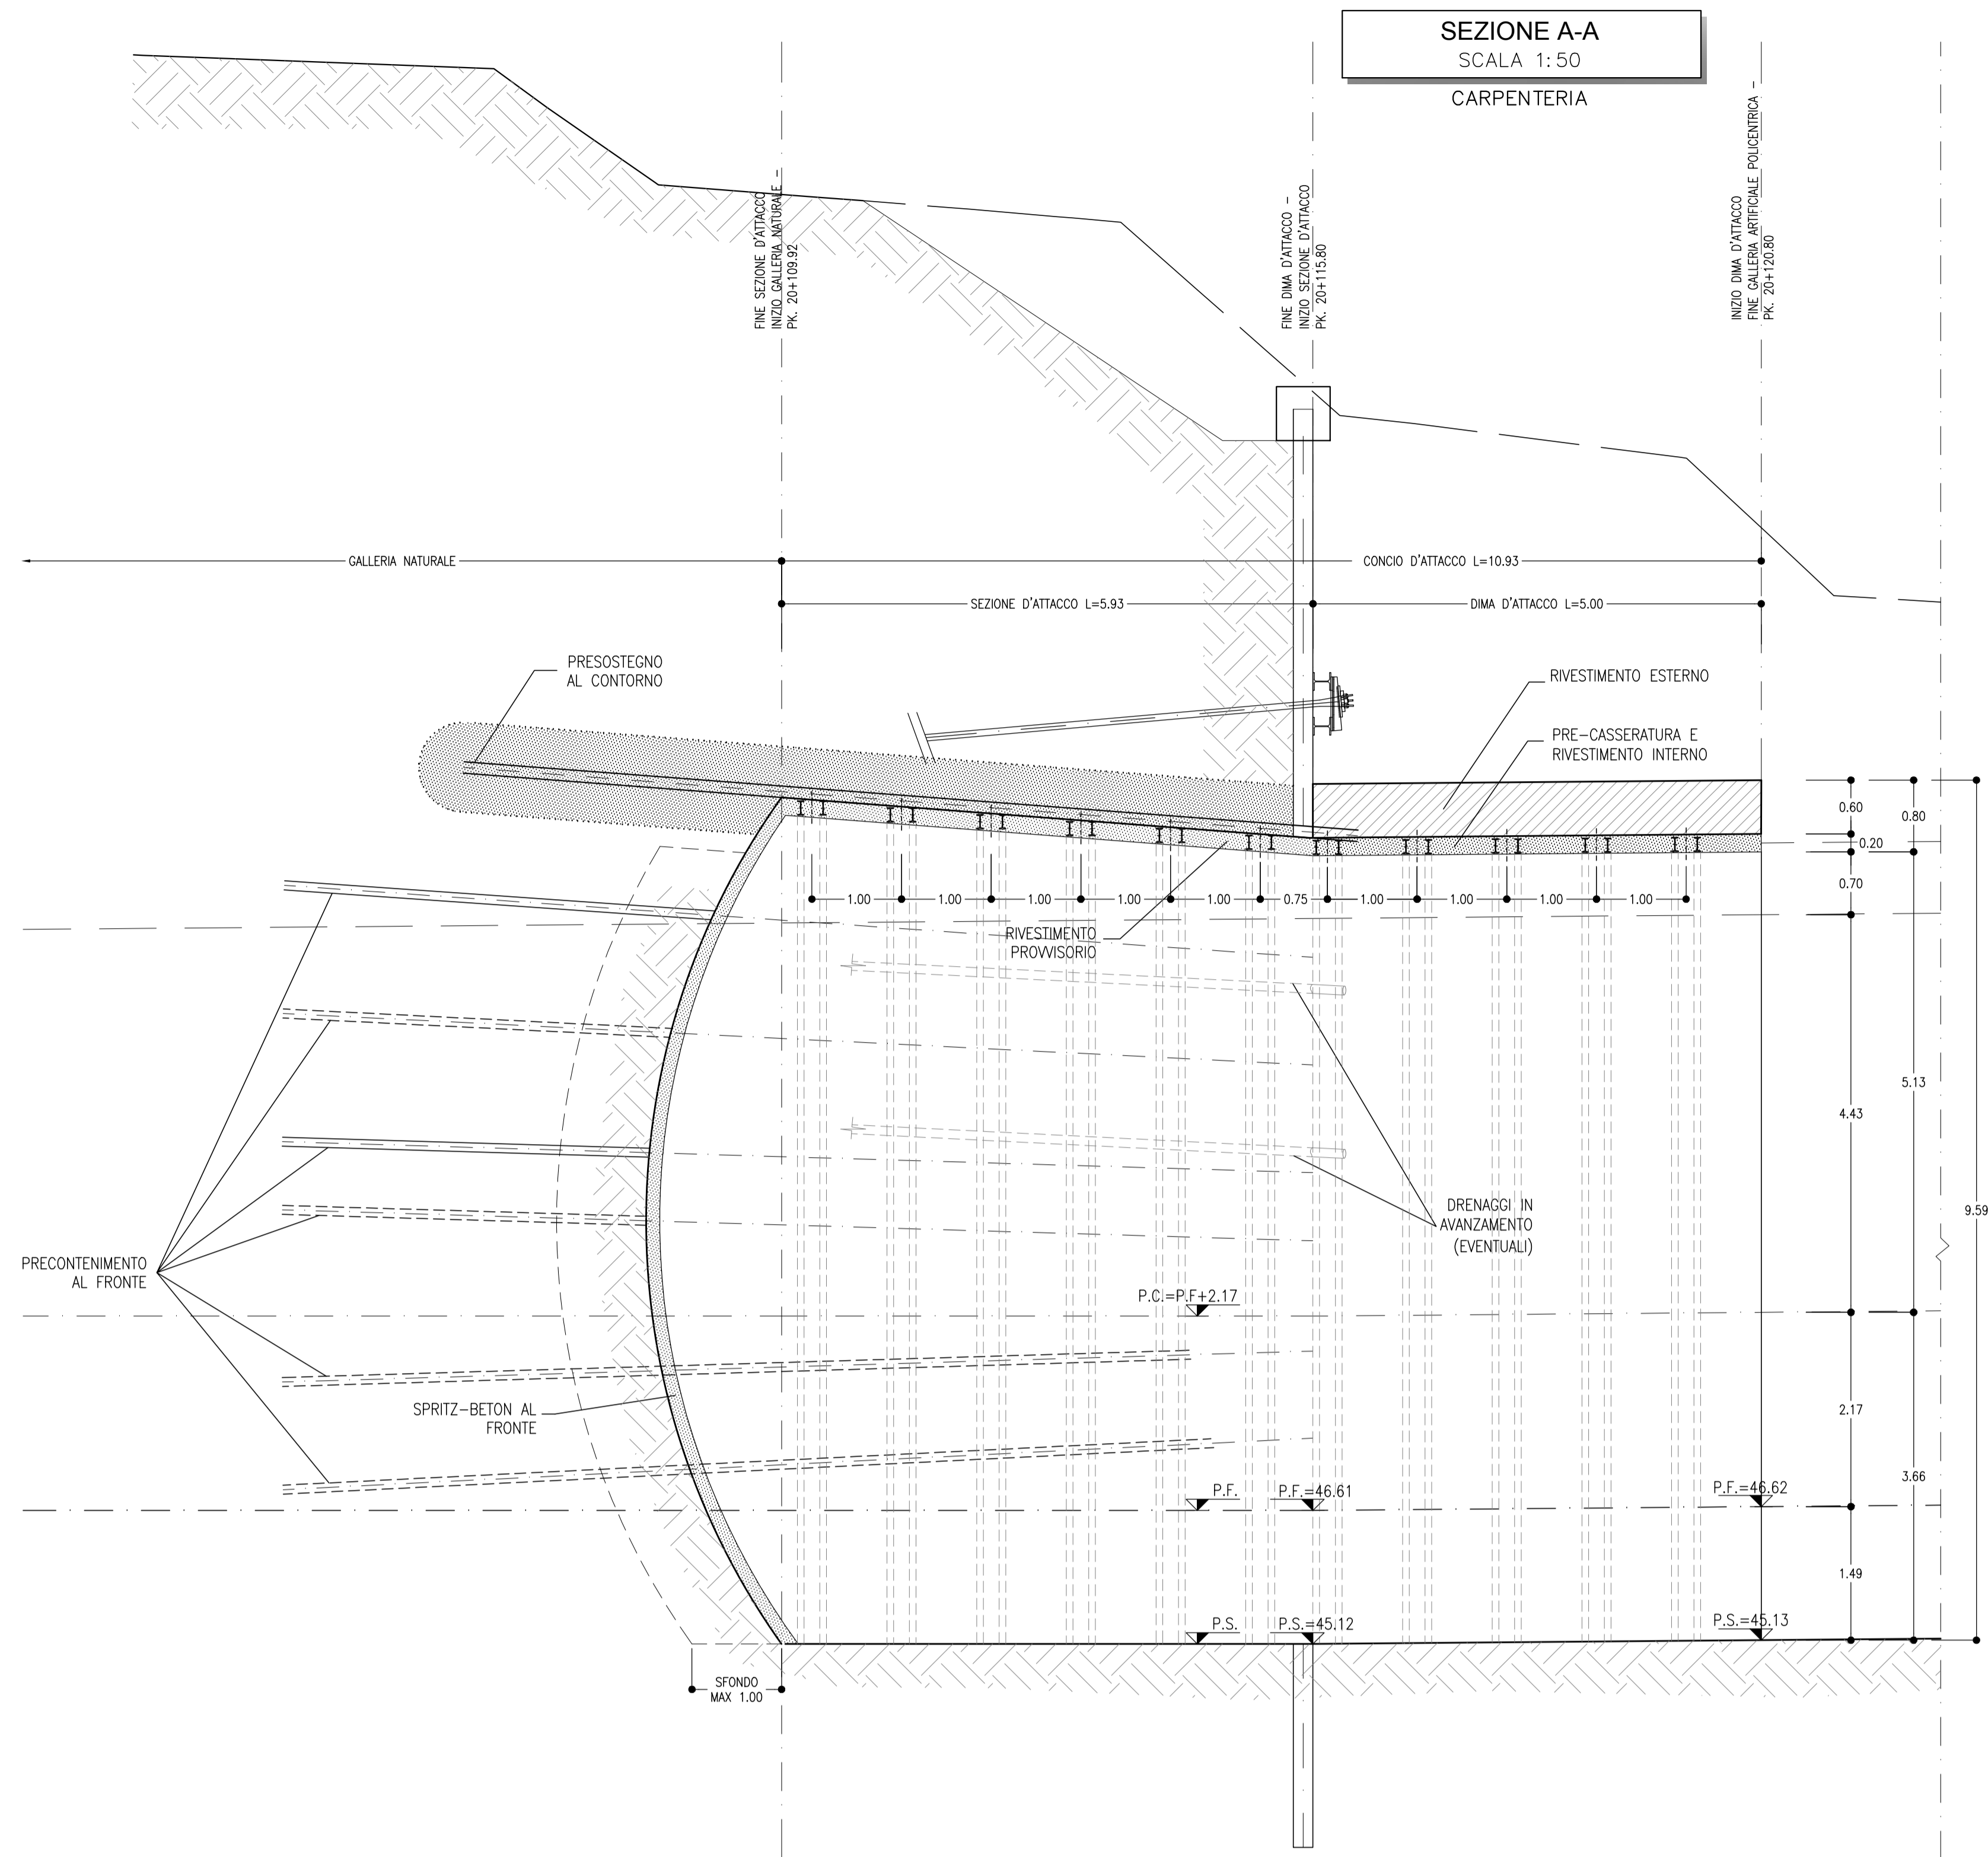 SEZIONE A-A
SCALA 1:50
CARPENTERIA
FINE SEZIONE D'ATTACCO
INIZIO GALLERIA NATURALE -
PK. 20+109.92
FINE DIMA D'ATTACCO -
INIZIO SEZIONE D'ATTACCO
PK. 20+115.80
INIZIO DIMA D'ATTACCO
FINE GALLERIA ARTIFICIALE POLICENTRICA -
PK. 20+120.80
GALLERIA NATURALE
CONCIO D'ATTACCO L=10.93
SEZIONE D'ATTACCO L=5.93
DIMA D'ATTACCO L=5.00
PRESOSTEGNO
AL CONTORNO
RIVESTIMENTO ESTERNO
PRE-CASSERATURA E
RIVESTIMENTO INTERNO
0.60
0.80
0.20
0.70
1.00
1.00
1.00
1.00
1.00
0.75
1.00
1.00
1.00
1.00
RIVESTIMENTO
PROVVISORIO
5.13
4.43
9.59
DRENAGGI IN
AVANZAMENTO
(EVENTUALI)
PRECONTENIMENTO
AL FRONTE
P.C.=P.F+2.17
SPRITZ-BETON AL
FRONTE
2.17
3.66
P.F.
P.F.=46.61
P.F.=46.62
1.49
P.S.
P.S.=45.12
P.S.=45.13
SFONDO
MAX 1.00